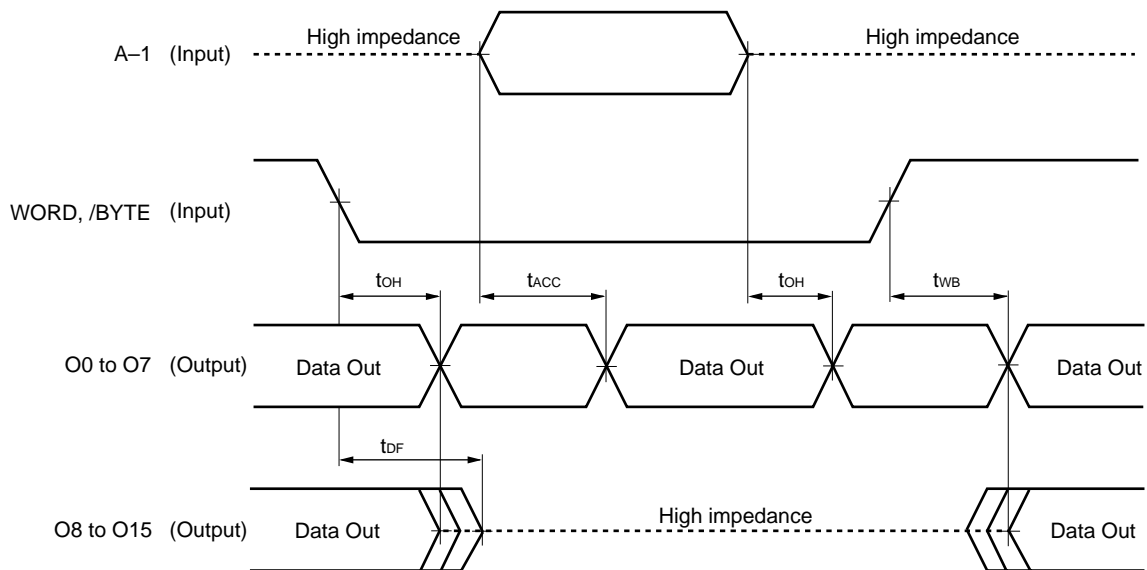 High impedance
High impedance
A–1 (Input)
WORD, /BYTE (Input)
tOH
tACC
tOH
tWB
O0 to O7 (Output)
Data Out
Data Out
Data Out
tDF
High impedance
O8 to O15 (Output)
Data Out
Data Out